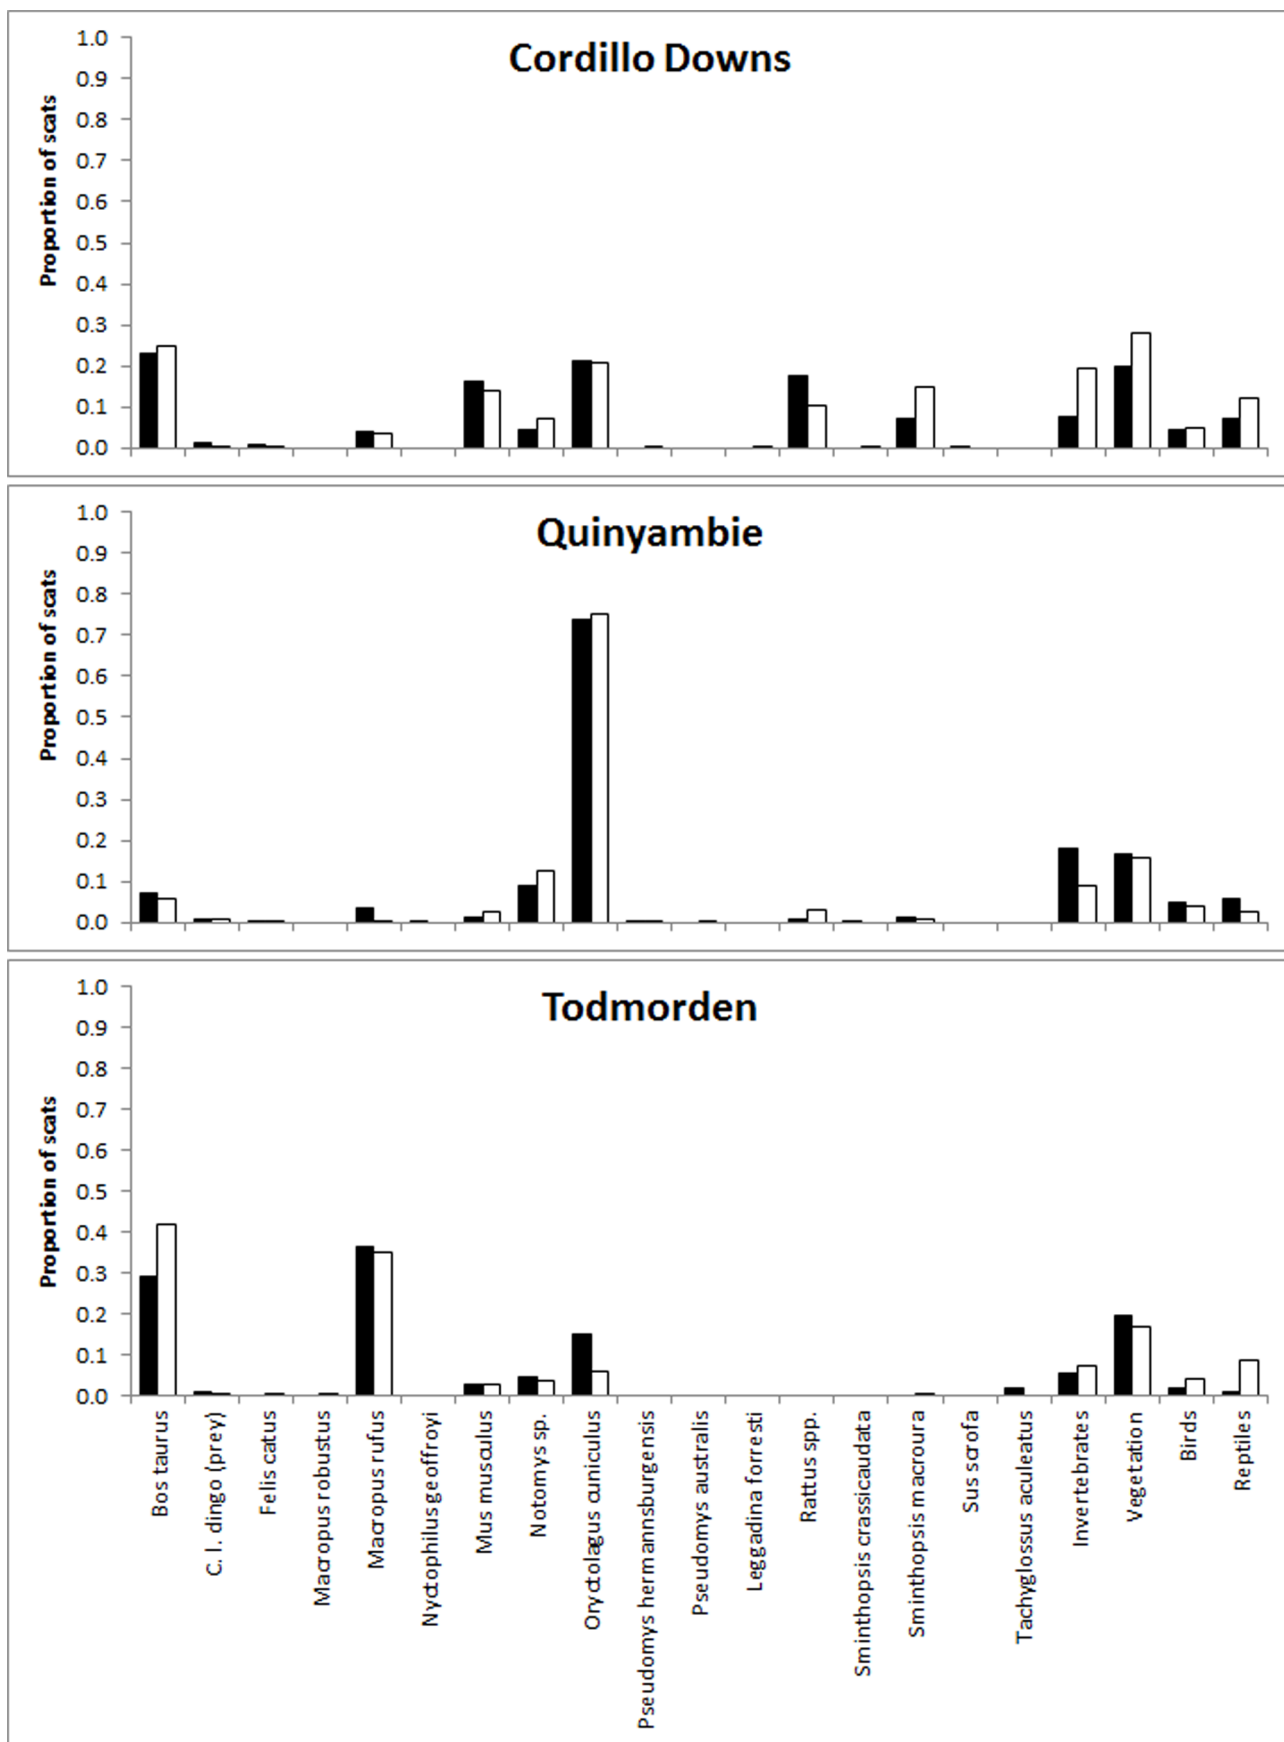 Cordillo Downs
Proportion of scats
1.0
0.9
0.8
0.7
0.6
0.5
0.4
0.3
0.2
0.1
0.0
Quinyambie
Proportion of scats
1.0
0.9
0.8
0.7
0.6
0.5
0.4
0.3
0.2
0.1
0.0
Todmorden
Proportion of scats
1.0
0.9
0.8
0.7
0.6
0.5
0.4
0.3
0.2
0.1
0.0
Bos taurus
C. l. dingo (prey)
Felis catus
Macropus robustus
Macropus rufus
Nyctophilus geoffroyi
Mus musculus
Notomys sp.
Oryctolagus cuniculus
Pseudomys hermannsburgensis
Pseudomys australis
Leggadina forresti
Rattus spp.
Sminthopsis crassicaudata
Sminthopsis macroura
Sus scrofa
Tachyglossus aculeatus
Invertebrates
Vegetation
Birds
Reptiles